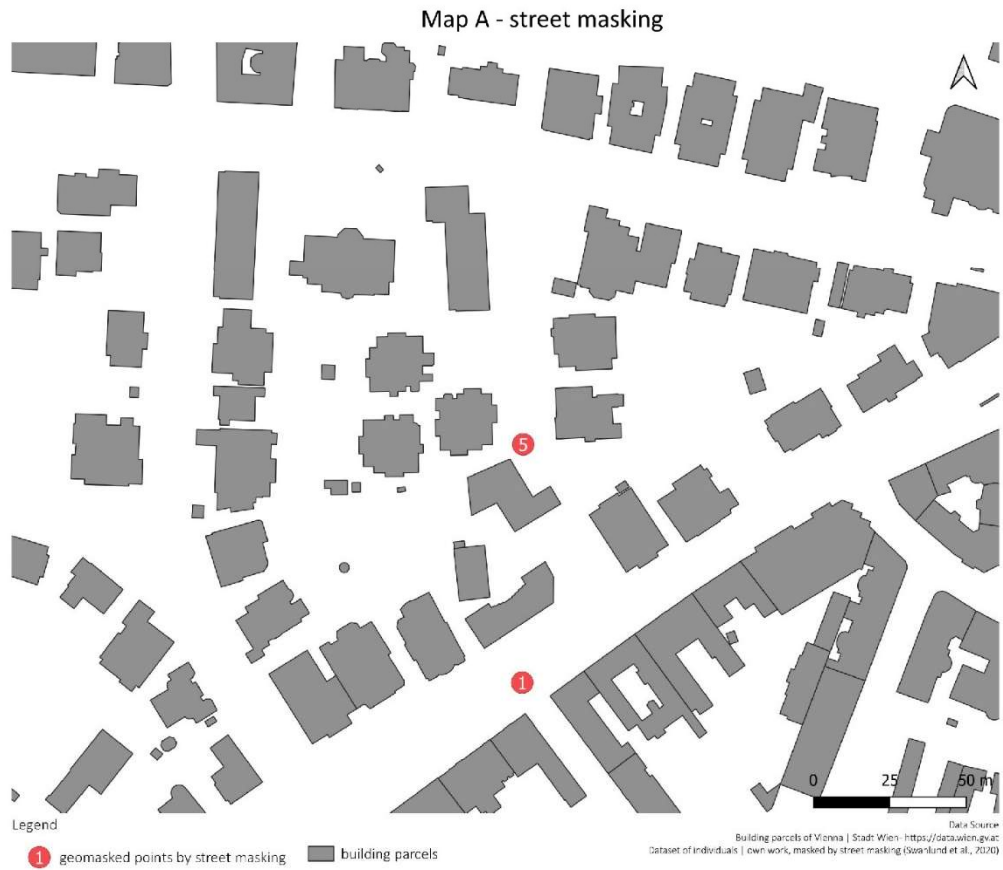 Map A - street masking
5
1
0 25 50 m
Legend
1 geomasked points by street masking
building parcels
Data Source
Building parcels of Vienna | Stadt Wien- https://data.wien.gv.at
Dataset of individuals | own work, masked by street masking (Swanlund et al., 2020)